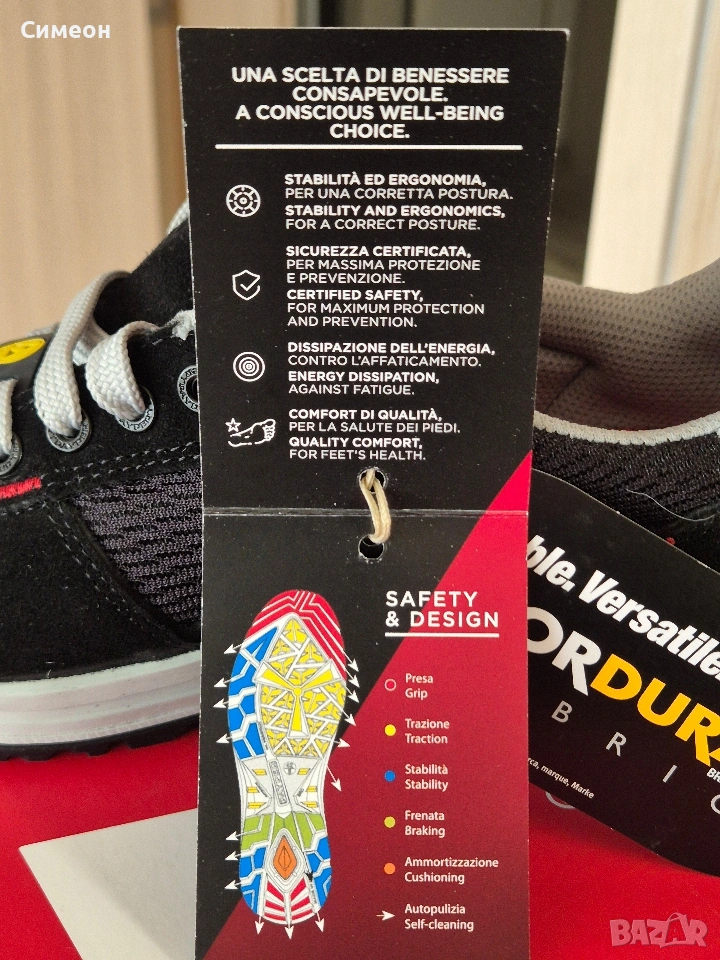 Симеон
UNA SCELTA DI BENESSERE
CONSAPEVOLE.
A CONSCIOUS WELL-BEING
CHOICE.
STABILITÀ ED ERGONOMIA,
PER UNA CORRETTA POSTURA.
STABILITY AND ERGONOMICS,
FOR A CORRECT POSTURE.
SICUREZZA CERTIFICATA,
PER MASSIMA PROTEZIONE
E PREVENZIONE.
CERTIFIED SAFETY,
FOR MAXIMUM PROTECTION
AND PREVENTION.
DISSIPAZIONE DELL'ENERGIA,
CONTRO L'AFFATICAMENTO.
ENERGY DISSIPATION,
AGAINST FATIGUE.
COMFORT DI QUALITÀ,
PER LA SALUTE DEI PIEDI.
QUALITY COMFORT,
FOR FEET'S HEALTH.
SAFETY
& DESIGN
Presa
Grip
Trazione
Traction
Stabilità
Stability
Frenata
Braking
Ammortizzazione
Cushioning
Autopulizia
Self-cleaning
ble. Versatile
ORDURA
BRIC
rca, marque, Marke
BAZAR